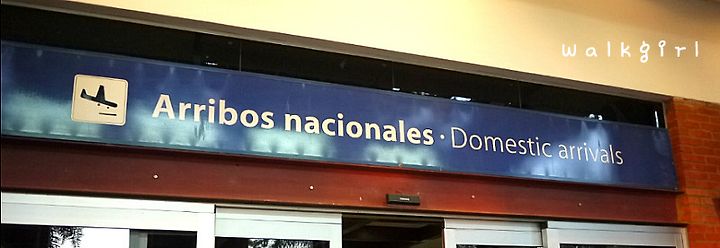 walkgirl
Arribos nacionales · Domestic arrivals